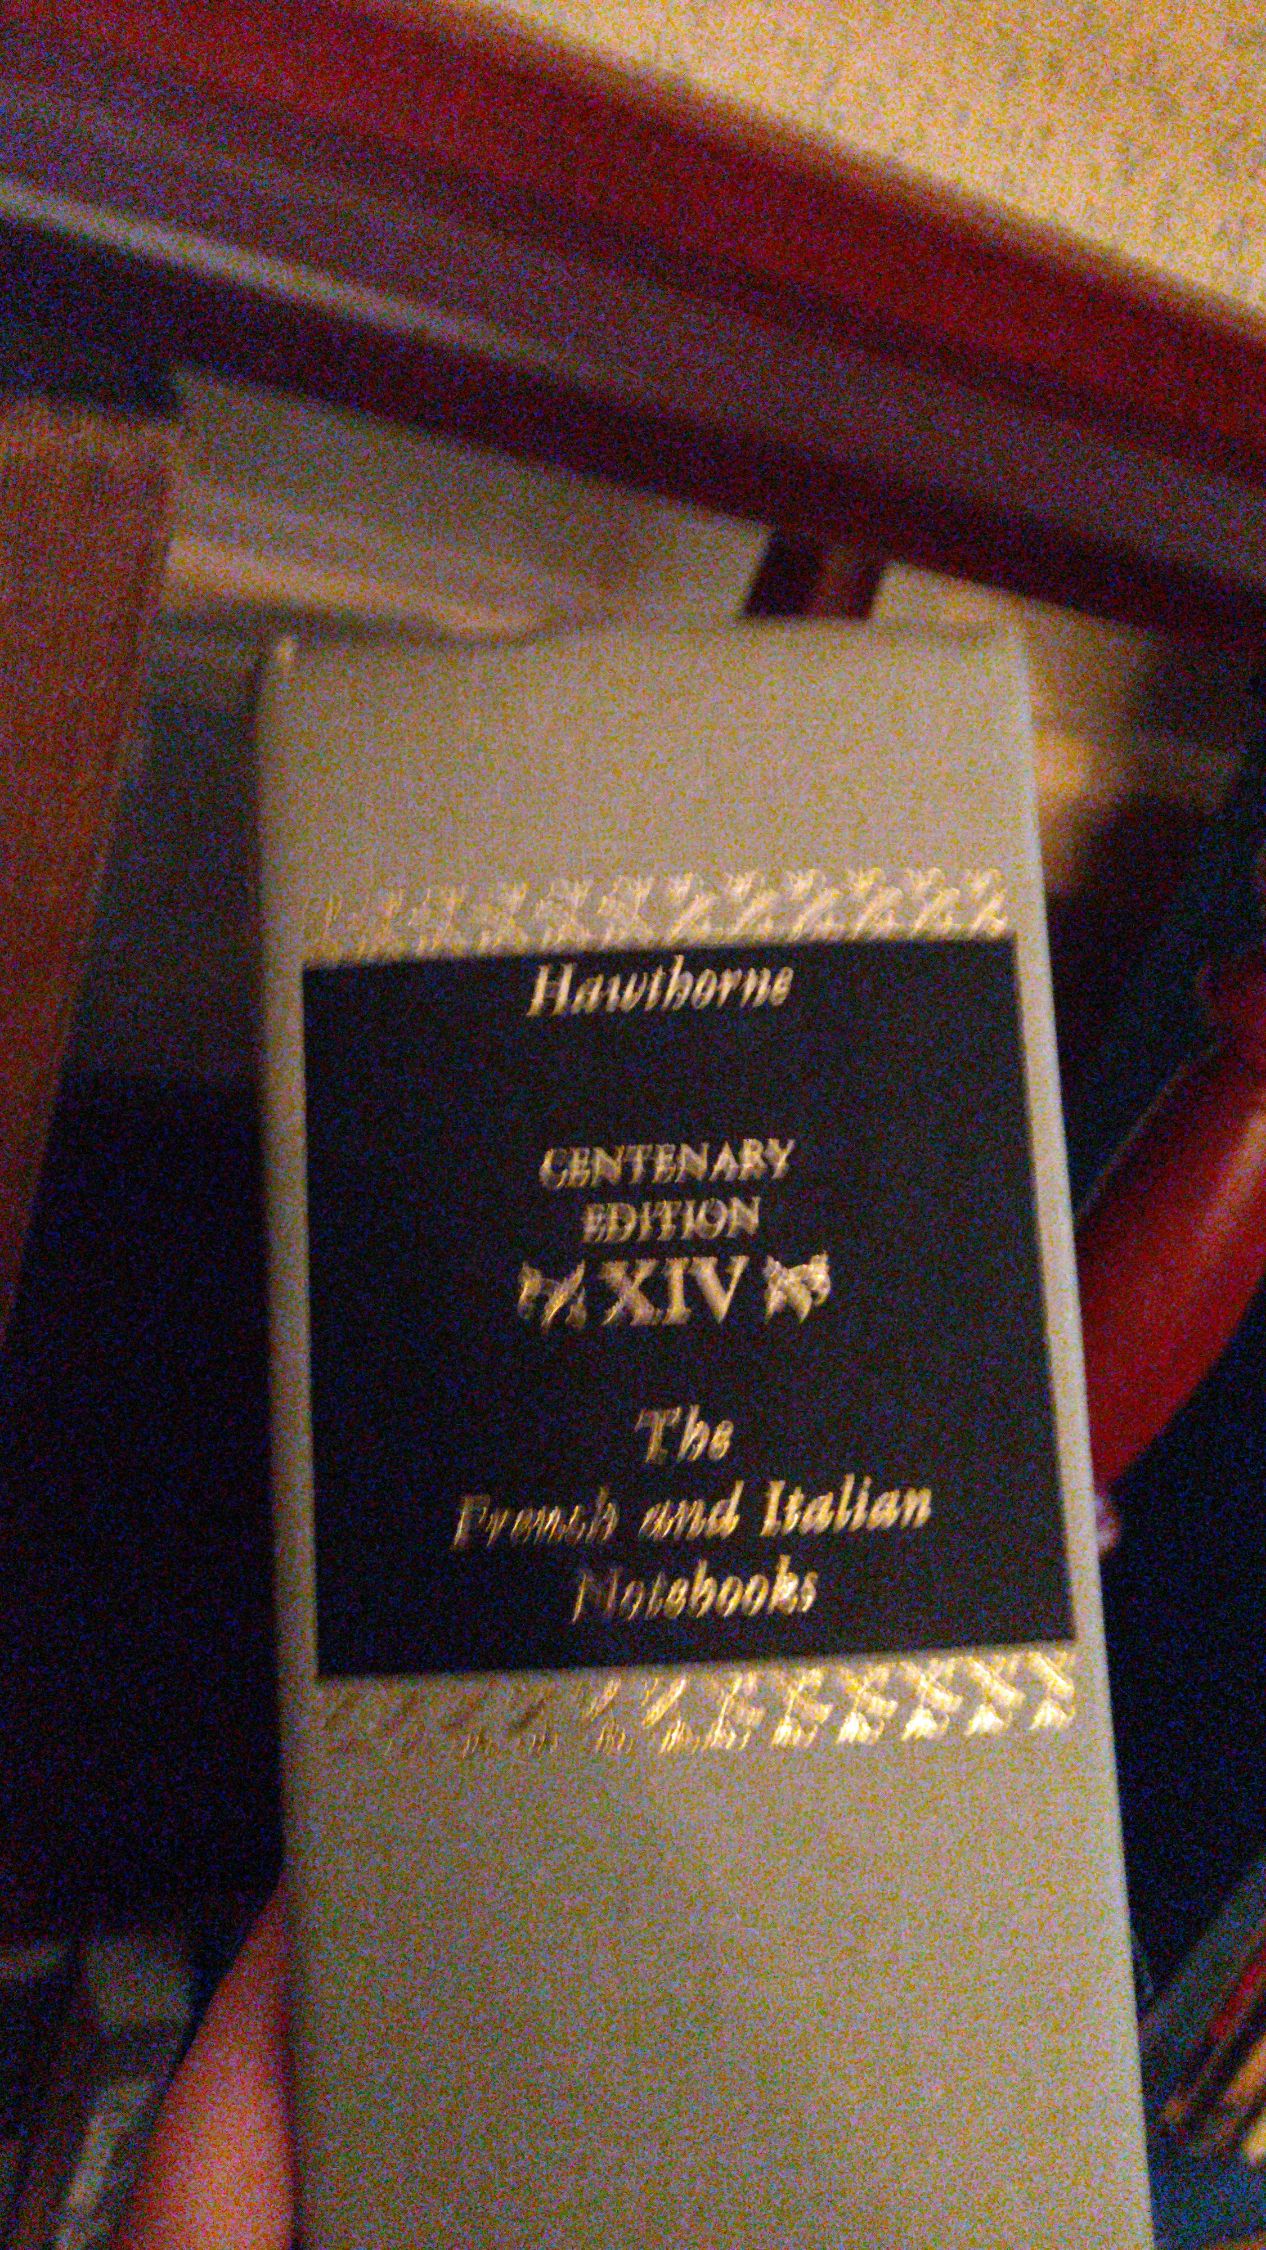 Hawthorne
CENTENARY
EDITION
XIV
The
French and Italian
Notebooks